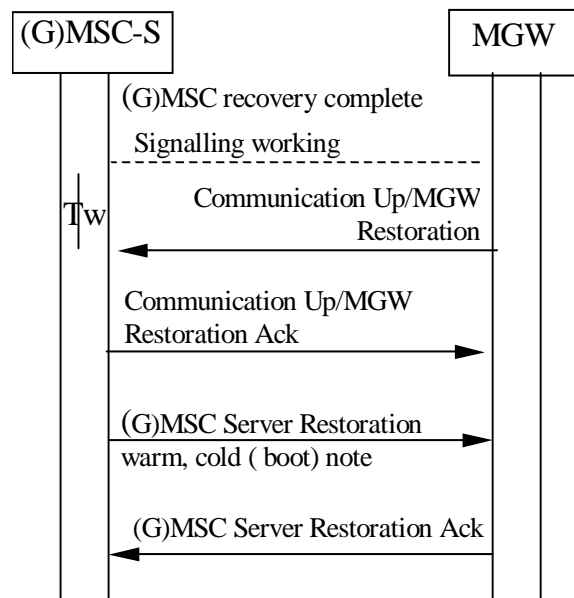 (G)MSC-S
MGW
(G)MSC recovery complete
Signalling working
Tw
Communication Up/MGW
Restoration
Communication Up/MGW
Restoration Ack
(G)MSC Server Restoration
warm, cold ( boot) note
(G)MSC Server Restoration Ack